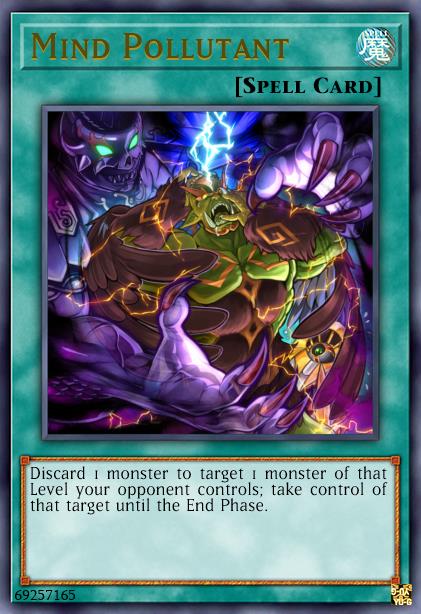 Mind Pollutant
[Spell Card]
Discard 1 monster to target 1 monster of that
Level your opponent controls; take control of
that target until the End Phase.
69257165